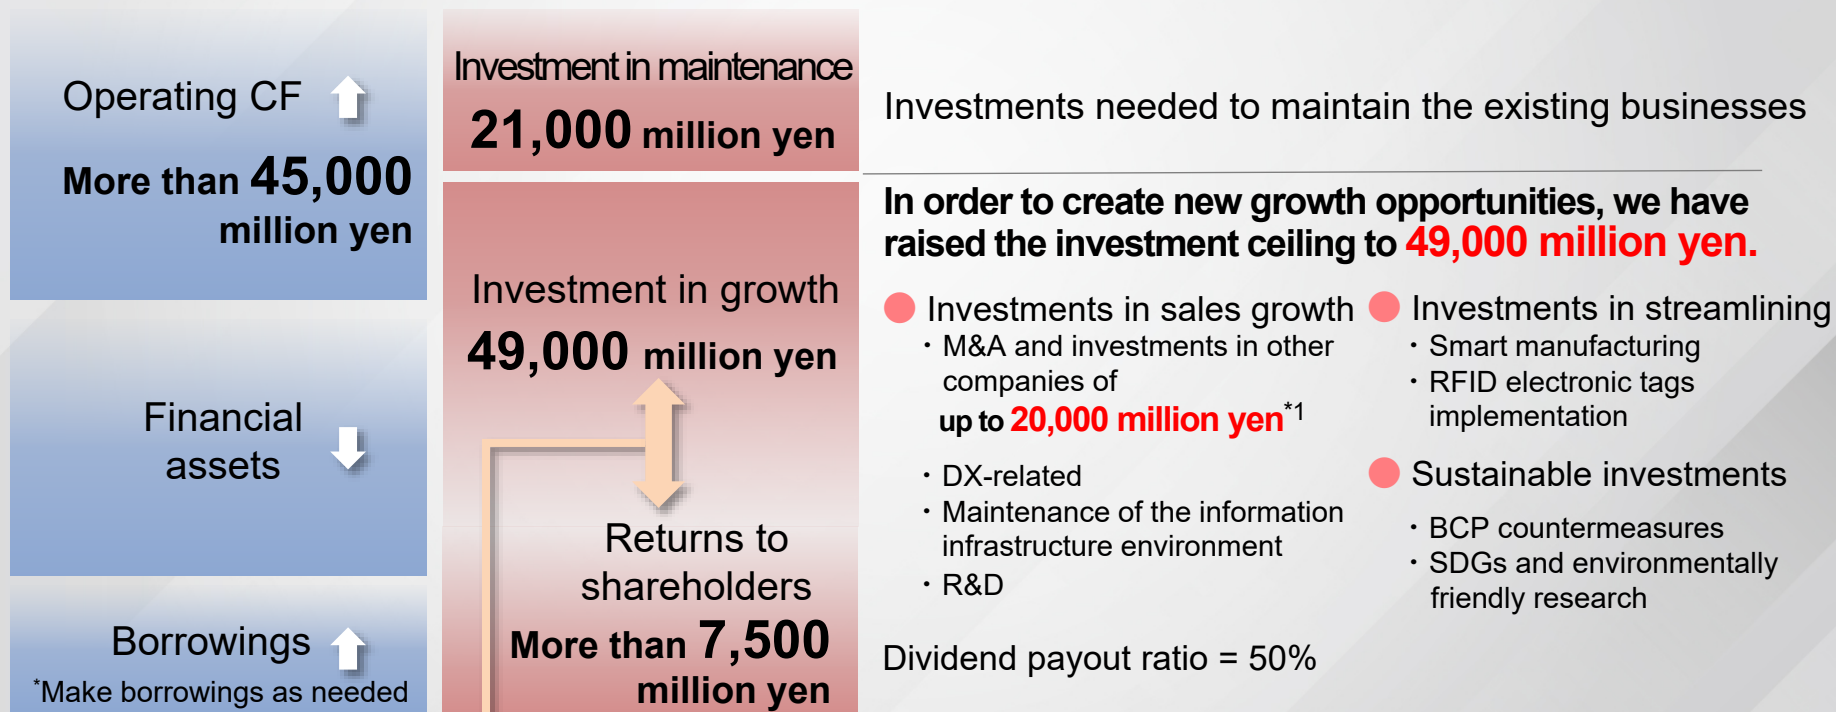 Operating CF
More than 45,000
million yen
Financial
assets
Borrowings
*Make borrowings as needed
Investment in maintenance
21,000 million yen
Investment in growth
49,000 million yen
Returns to
shareholders
More than 7,500
million yen
Investments needed to maintain the existing businesses
In order to create new growth opportunities, we have
raised the investment ceiling to 49,000 million yen.
● Investments in sales growth
・M&A and investments in other
companies of
up to 20,000 million yen*1
・DX-related
・Maintenance of the information
infrastructure environment
・R&D
● Investments in streamlining
・Smart manufacturing
・RFID electronic tags
implementation
● Sustainable investments
・BCP countermeasures
・SDGs and environmentally
friendly research
Dividend payout ratio = 50%